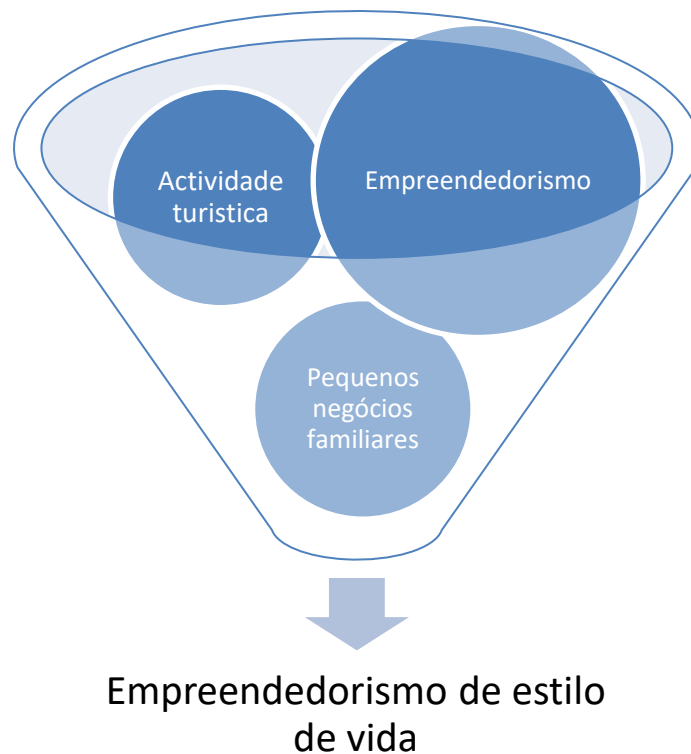 Actividade
turistica
Empreendedorismo
Pequenos
negócios
familiares
Empreendedorismo de estilo
de vida